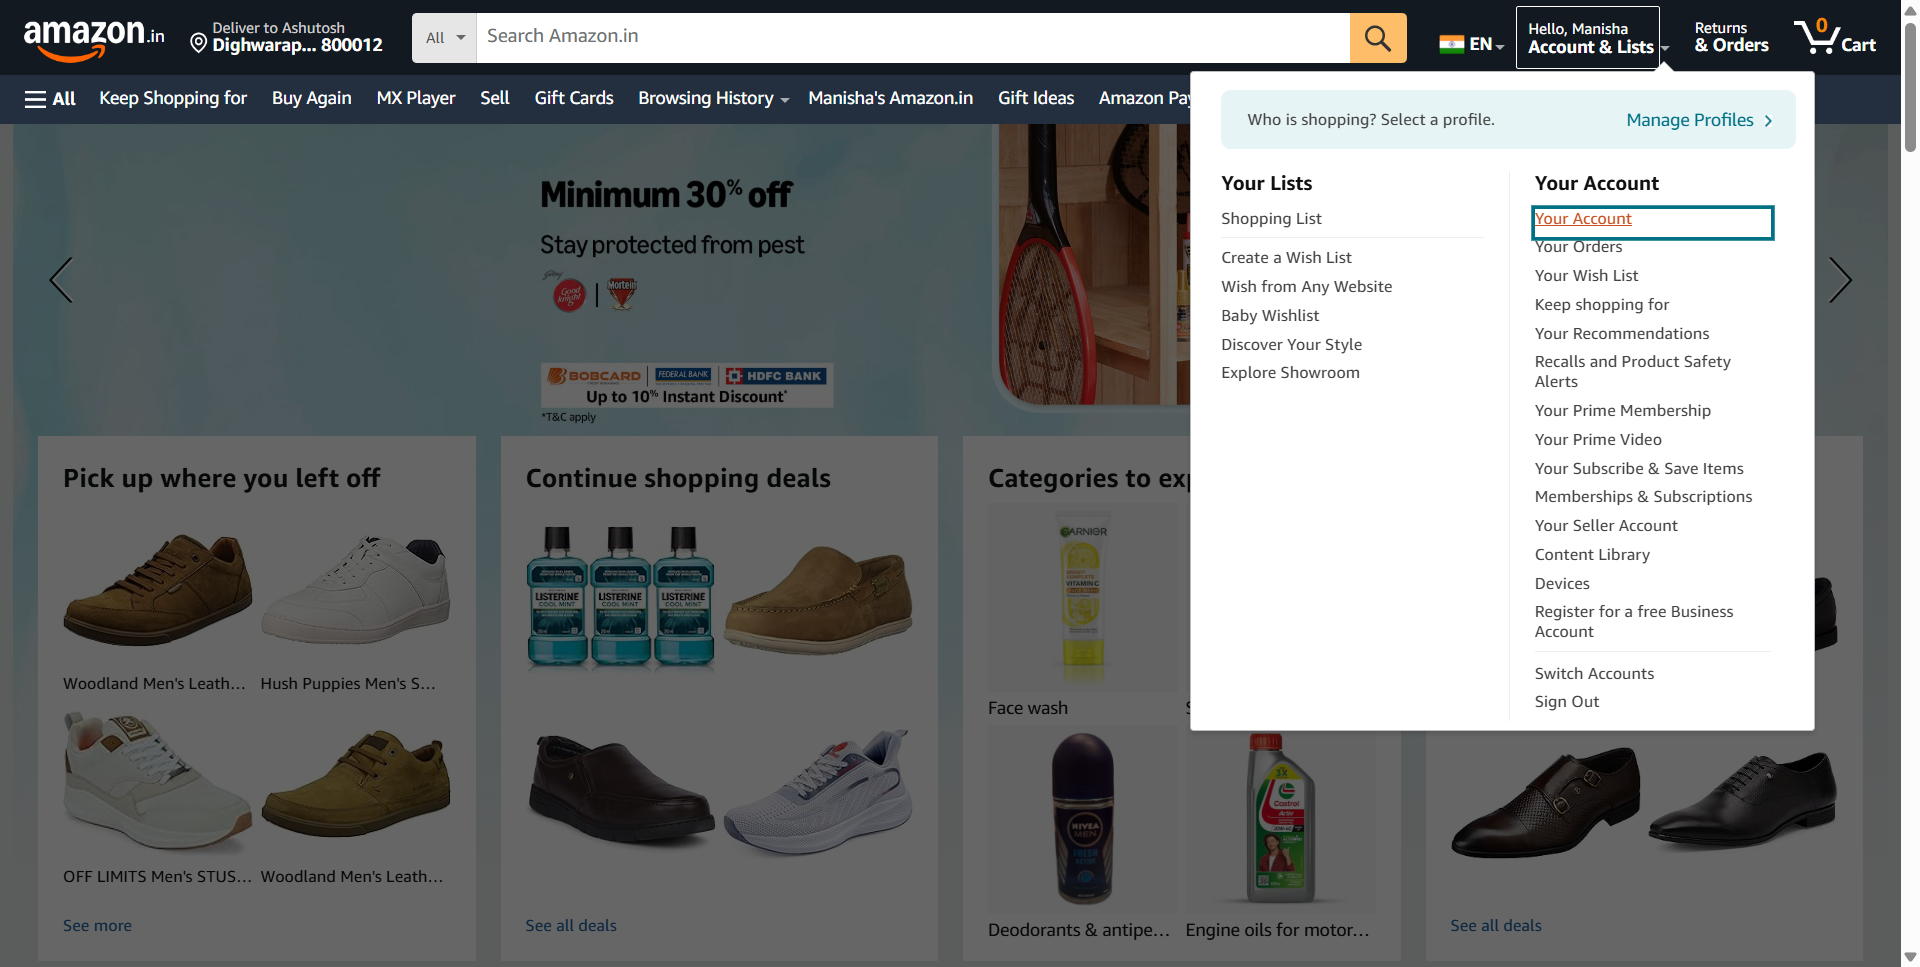 amazon.in
Deliver to Ashutosh
Dighwarap... 800012
All
Search Amazon.in
EN
Hello, Manisha
Account & Lists
Returns
& Orders
0
Cart
All
Keep Shopping for
Buy Again
MX Player
Sell
Gift Cards
Browsing History
Manisha's Amazon.in
Gift Ideas
Amazon Pay
Who is shopping? Select a profile.
Manage Profiles
Your Lists
Shopping List
Create a Wish List
Wish from Any Website
Baby Wishlist
Discover Your Style
Explore Showroom
Your Account
Your Account
Your Orders
Your Wish List
Keep shopping for
Your Recommendations
Recalls and Product Safety
Alerts
Your Prime Membership
Your Prime Video
Your Subscribe & Save Items
Memberships & Subscriptions
Your Seller Account
Content Library
Devices
Register for a free Business
Account
Switch Accounts
Sign Out
Minimum 30% off
Stay protected from pest
Godrej
Good knight
Mortein
BOBCARD
FEDERAL BANK
HDFC BANK
Up to 10% Instant Discount*
*T&C apply
Pick up where you left off
Woodland Men's Leath...
Hush Puppies Men's S...
OFF LIMITS Men's STUS...
Woodland Men's Leath...
See more
Continue shopping deals
LISTERINE
COOL MINT
LISTERINE
COOL MINT
LISTERINE
COOL MINT
See all deals
Categories to exp
GARNIER
VITAMIN C
Face wash
S
NIVEA
MEN
FRESH
Deodorants & antipe...
3X
Castrol
Activ
Engine oils for motor...
See all deals